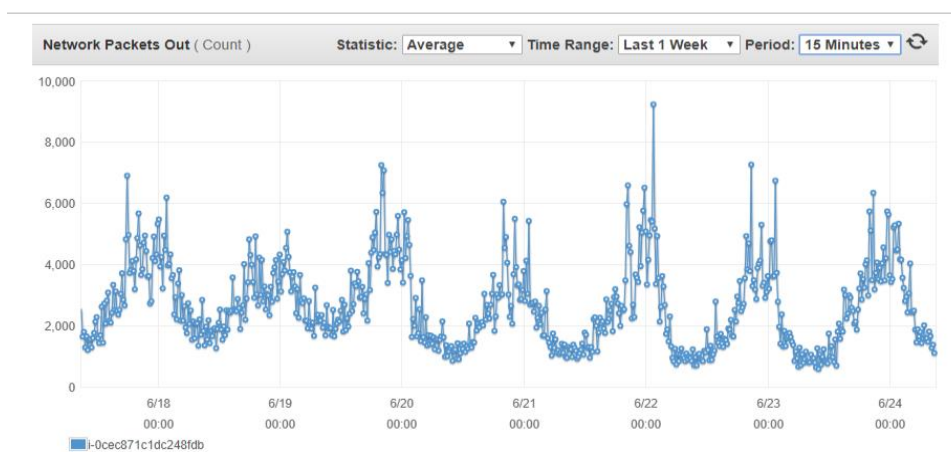 Network Packets Out ( Count ) Statistic: Average Time Range: Last 1 Week Period: 15 Minutes
10,000
8,000
6,000
4,000
2,000
0
6/18 6/19 6/20 6/21 6/22 6/23 6/24
00:00 00:00 00:00 00:00 00:00 00:00 00:00
i-0cec871c1dc248fdb